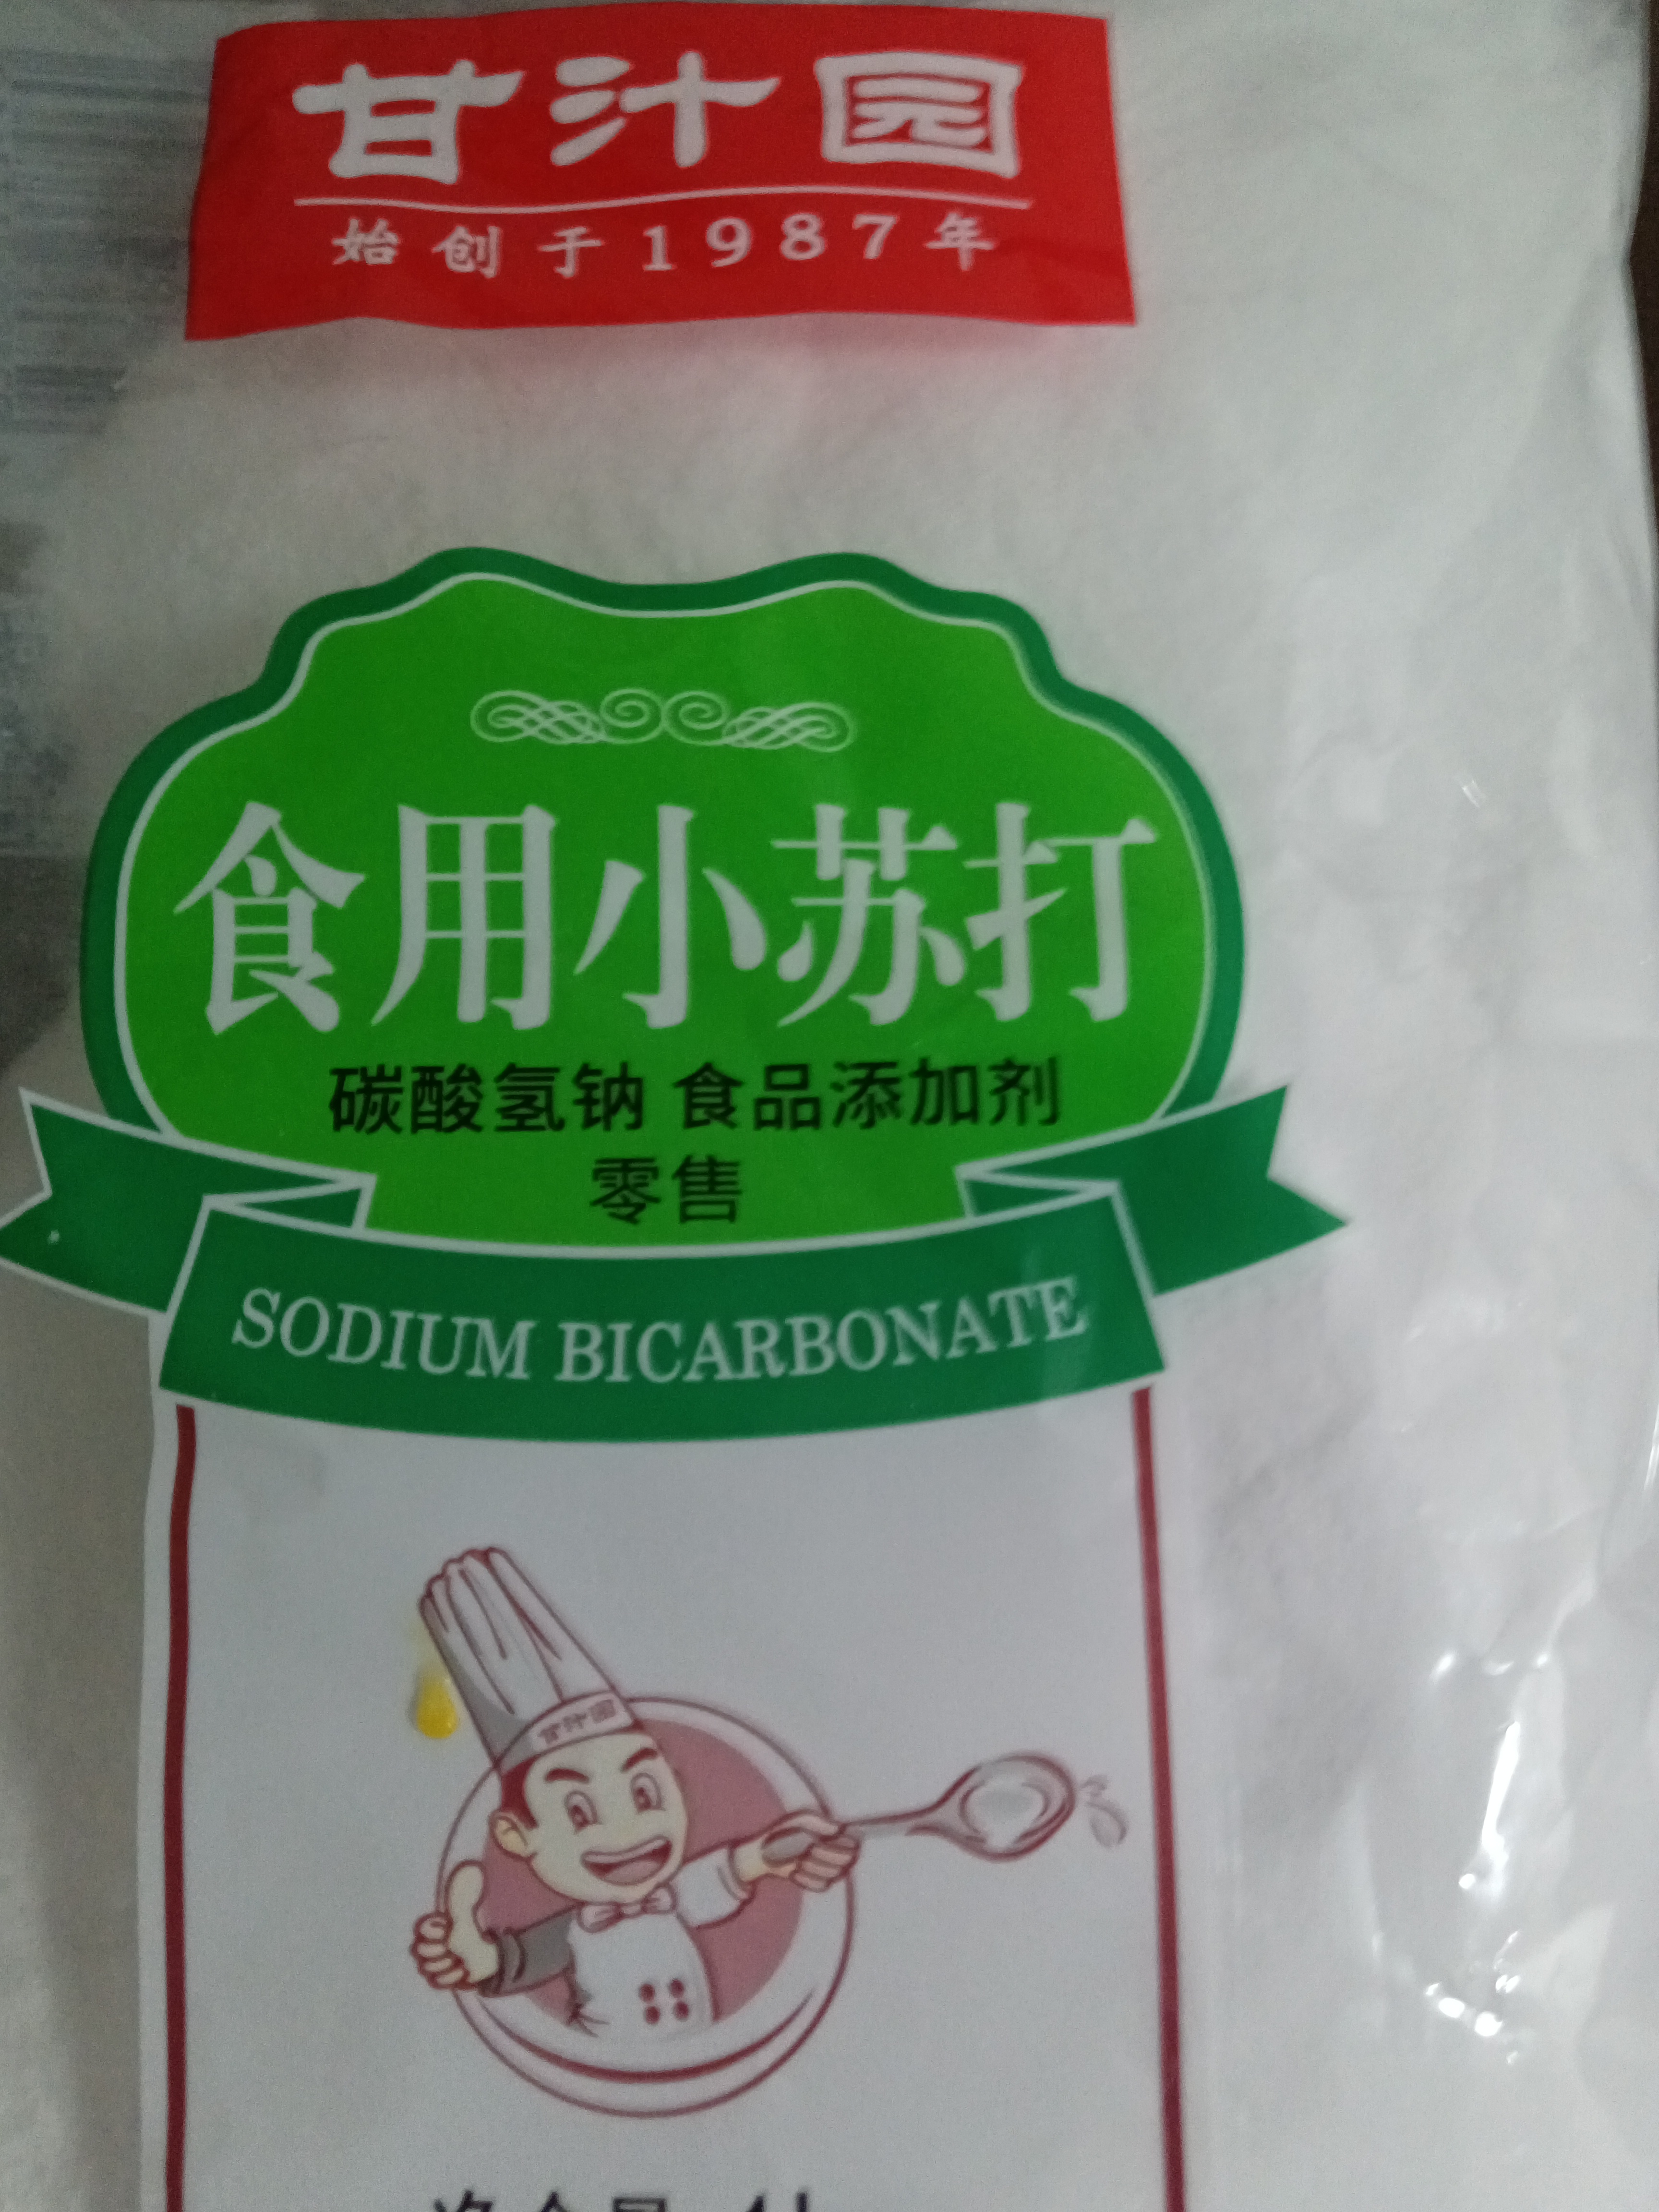 甘汁园
始创于1987年
食用小苏打
碳酸氢钠 食品添加剂
零售
SODIUM BICARBONATE
甘汁园